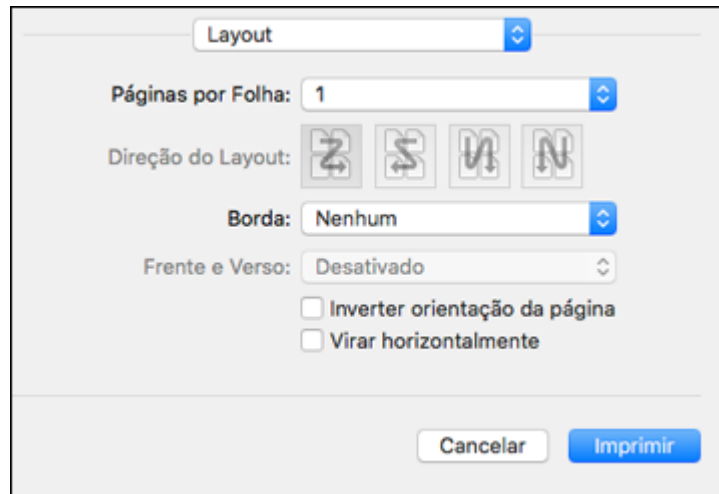 Layout
Páginas por Folha: 1
Direção do Layout:
Borda: Nenhum
Frente e Verso: Desativado
Inverter orientação da página
Virar horizontalmente
Cancelar Imprimir